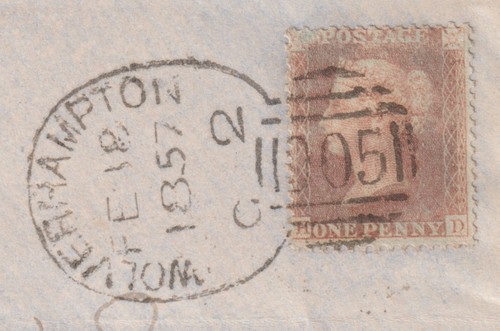 WOLVERHAMPTON
FE 18
1857
C 2
905
POSTAGE
H ONE PENNY D